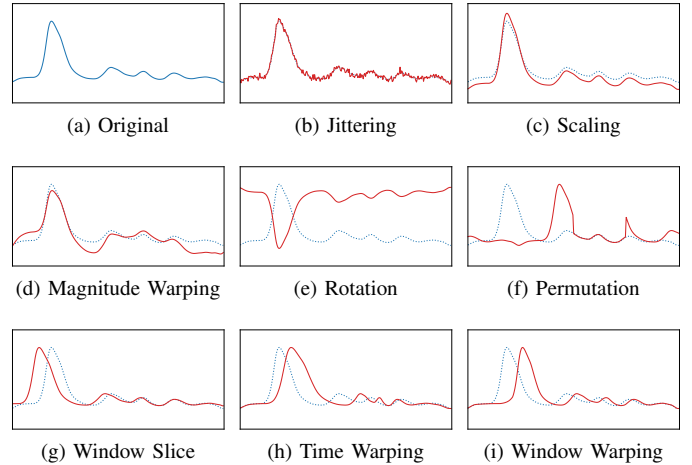 (a) Original
(b) Jittering
(c) Scaling
(d) Magnitude Warping
(e) Rotation
(f) Permutation
(g) Window Slice
(h) Time Warping
(i) Window Warping